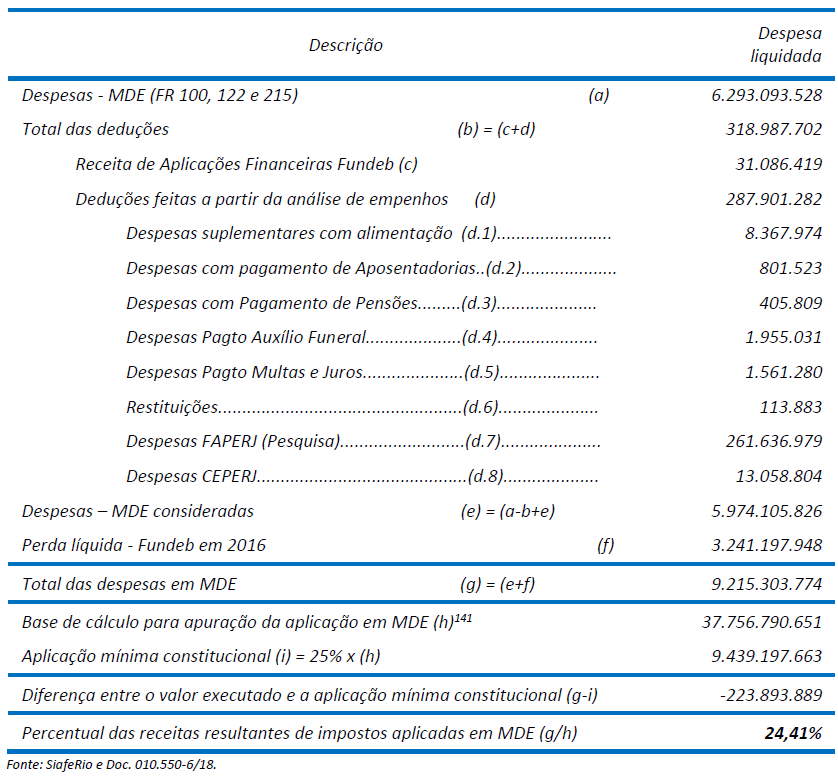 Descrição Despesa
liquidada
Despesas - MDE (FR 100, 122 e 215) (a) 6.293.093.528
Total das deduções (b) = (c+d) 318.987.702
Receita de Aplicações Financeiras Fundeb (c) 31.086.419
Deduções feitas a partir da análise de empenhos (d) 287.901.282
Despesas suplementares com alimentação (d.1)........................ 8.367.974
Despesas com pagamento de Aposentadorias..(d.2).................... 801.523
Despesas com Pagamento de Pensões.........(d.3)..................... 405.809
Despesas Pagto Auxílio Funeral....................(d.4)..................... 1.955.031
Despesas Pagto Multas e Juros.....................(d.5)..................... 1.561.280
Restituições...................................................(d.6)..................... 113.883
Despesas FAPERJ (Pesquisa)..........................(d.7)..................... 261.636.979
Despesas CEPERJ............................................(d.8).................... 13.058.804
Despesas – MDE consideradas (e) = (a-b+e) 5.974.105.826
Perda líquida - Fundeb em 2016 (f) 3.241.197.948
Total das despesas em MDE (g) = (e+f) 9.215.303.774
Base de cálculo para apuração da aplicação em MDE (h)141 37.756.790.651
Aplicação mínima constitucional (i) = 25% x (h) 9.439.197.663
Diferença entre o valor executado e a aplicação mínima constitucional (g-i) -223.893.889
Percentual das receitas resultantes de impostos aplicadas em MDE (g/h) 24,41%
Fonte: SiafeRio e Doc. 010.550-6/18.